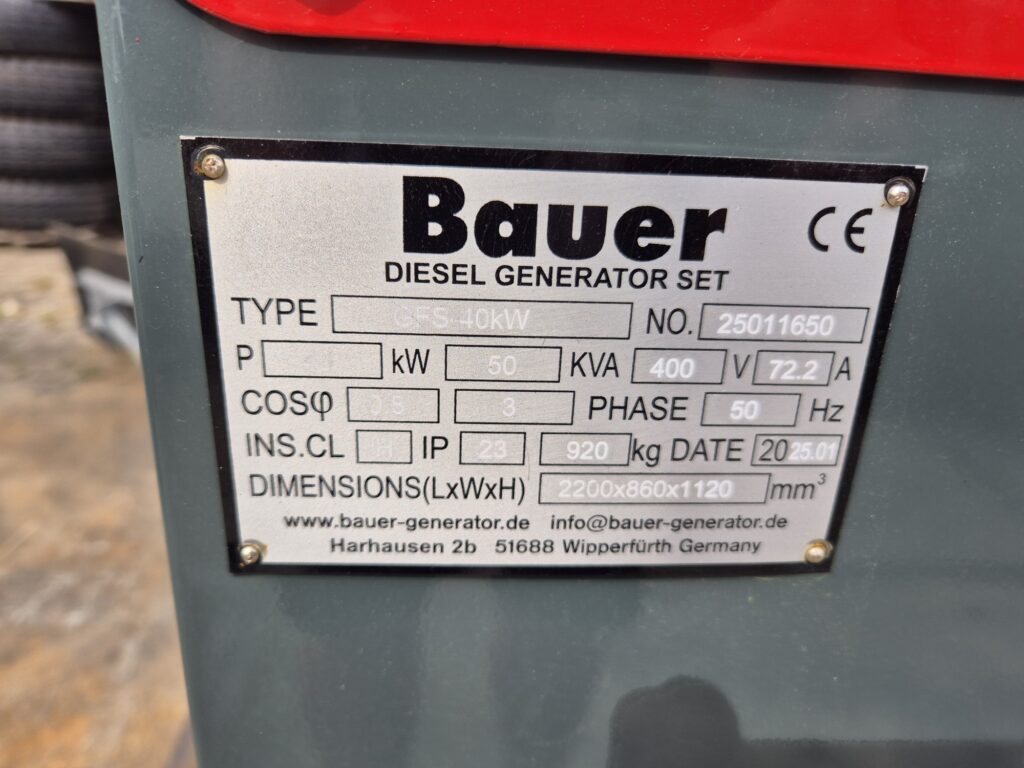 Bauer CE
DIESEL GENERATOR SET
TYPE GFS-40kW NO. 25011650
P kW 50 KVA 400 V 72.2 A
COSφ 0.8 3 PHASE 50 Hz
INS.CL H IP 23 920 kg DATE 2025.01
DIMENSIONS(LxWxH) 2200x860x1120 mm³
www.bauer-generator.de info@bauer-generator.de
Harhausen 2b 51688 Wipperfürth Germany